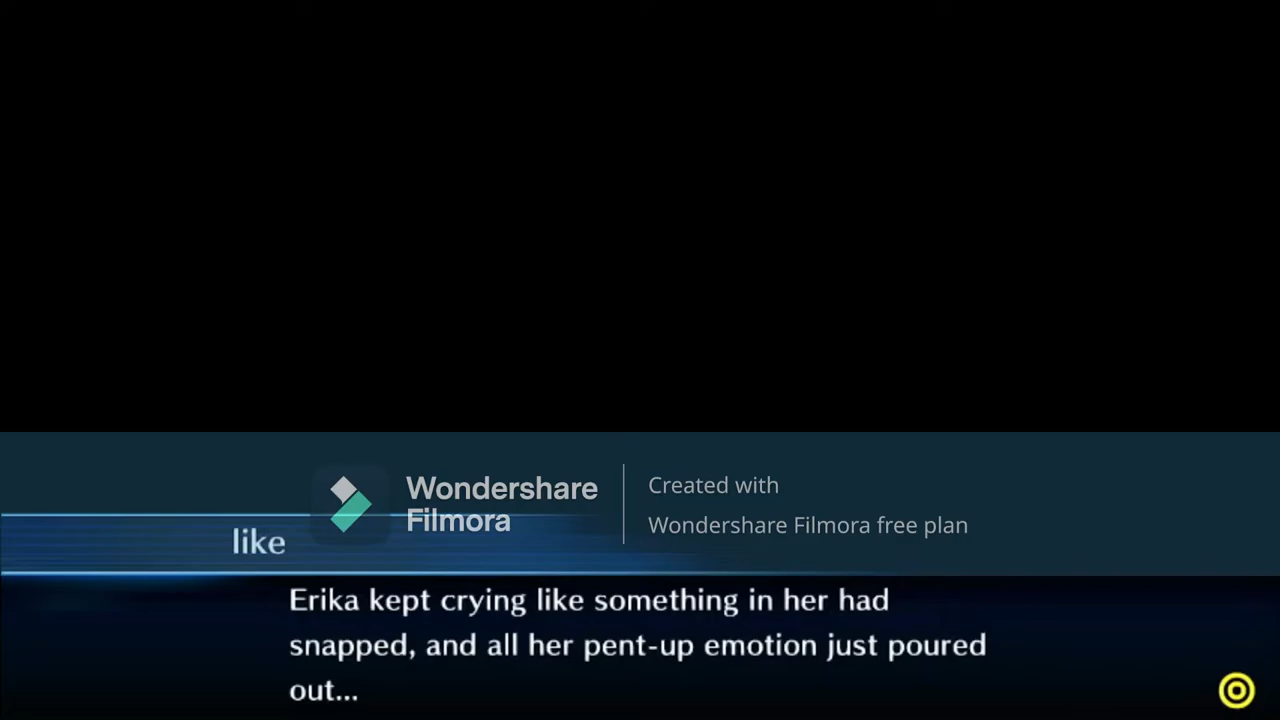 Wondershare
Filmora
Created with
Wondershare Filmora free plan
like
Erika kept crying like something in her had
snapped, and all her pent-up emotion just poured
out...